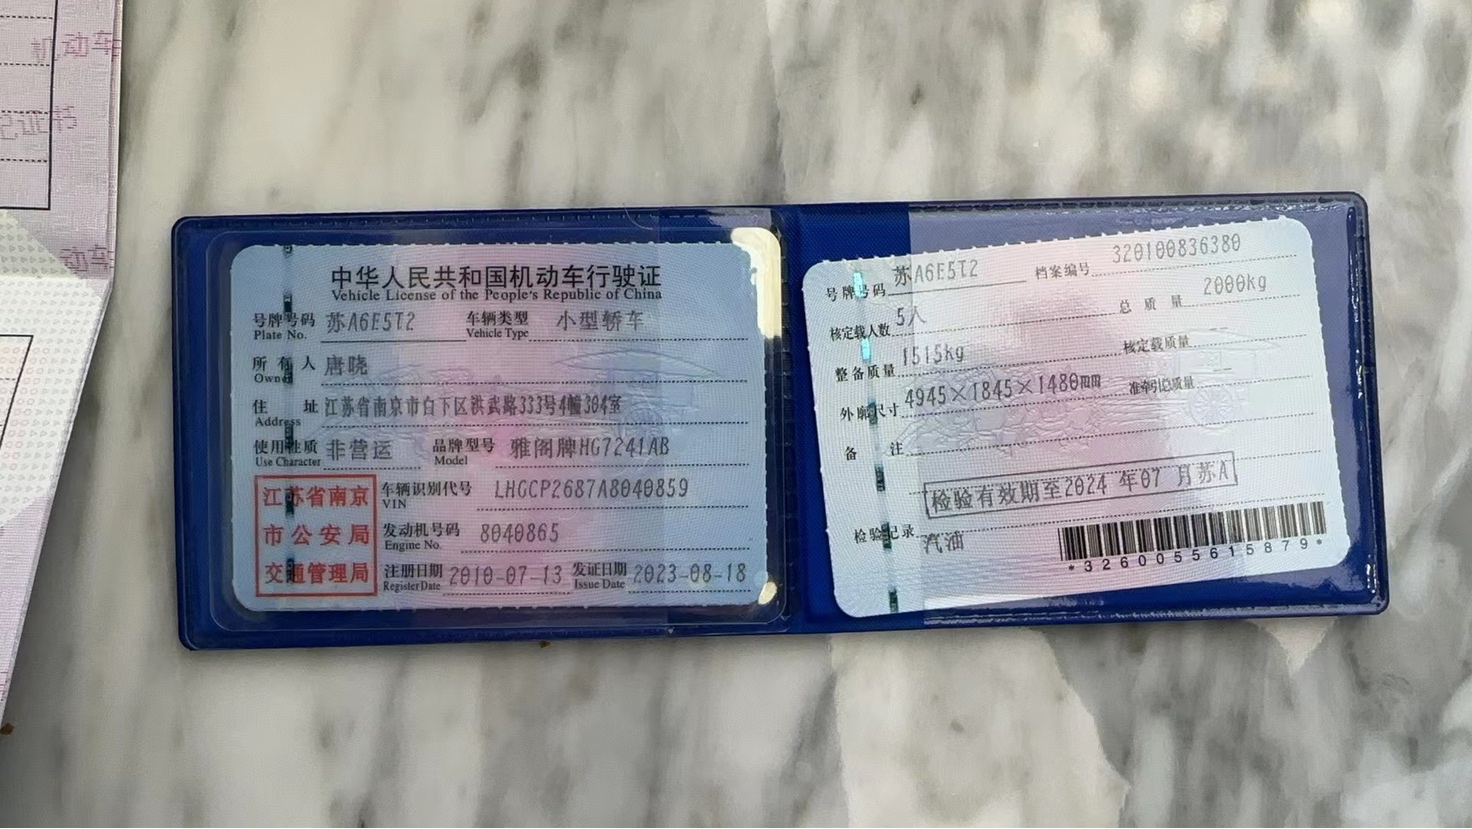 机动车
记证书
动车
中华人民共和国机动车行驶证
Vehicle License of the People's Republic of China
号牌号码 苏A6E5T2 车辆类型 小型轿车
Plate No. Vehicle Type
所有人 唐晓
Owner
住址 江苏省南京市白下区洪武路333号4幢304室
Address
使用性质 非营运 品牌型号 雅阁牌HG7241AB
Use Character Model
江苏省南京
市公安局
交通管理局
车辆识别代号 LHGCP2687A8040859
VIN
发动机号码 8040865
Engine No.
注册日期 2010-07-13 发证日期 2023-08-18
Register Date Issue Date
号牌号码 苏A6E5T2 档案编号 320100836380
核定载人数 5人 总质量 2000kg
整备质量 1515kg 核定载质量
外廓尺寸 4945×1845×1480mm 准牵引总质量
备注
检验有效期至2024年07月苏A
检验记录 汽油
*3260055615879*